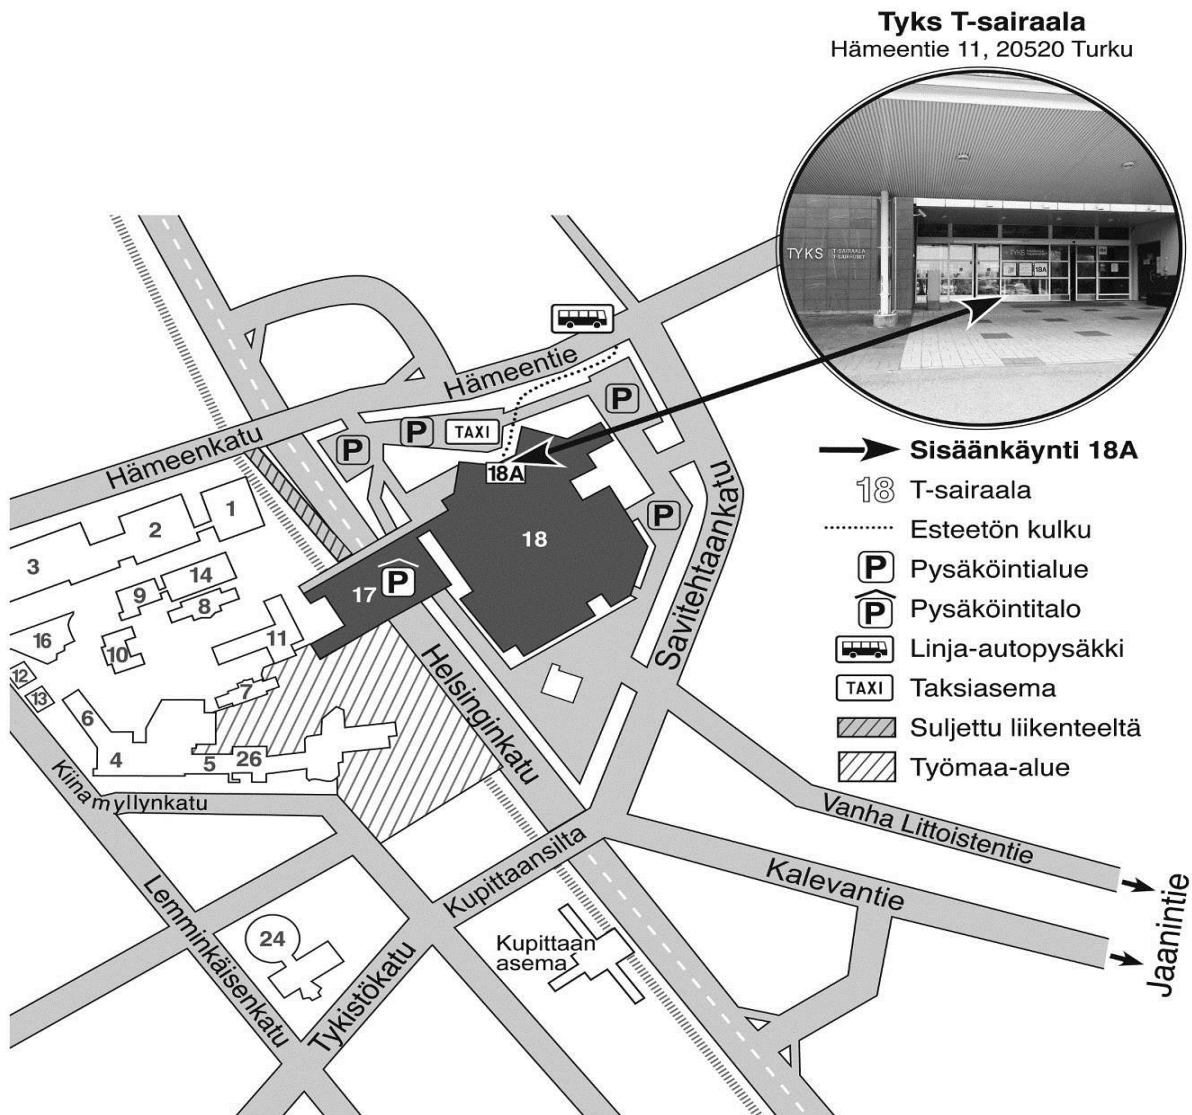 Tyks T-sairaala
Hämeentie 11, 20520 Turku
TYKS T-SAIRAALA
18A
Hämeentie
P
P
TAXI
P
Hämeenkatu
18A
P
Sisäänkäynti 18A
18 T-sairaala
Esteetön kulku
P Pysäköintialue
P Pysäköintitalo
Linja-autopysäkki
TAXI Taksiasema
Suljettu liikenteeltä
Työmaa-alue
1
2
3
14
9
8
16
10
11
12
13
7
6
4
5
26
17
P
18
Savitehtaankatu
Helsinginkatu
Kiinamyllynkatu
Vanha Littoistentie
Kupittaansilta
Kalevantie
Jaanintie
Lemminkäisenkatu
24
Tykistökatu
Kupittaan
asema